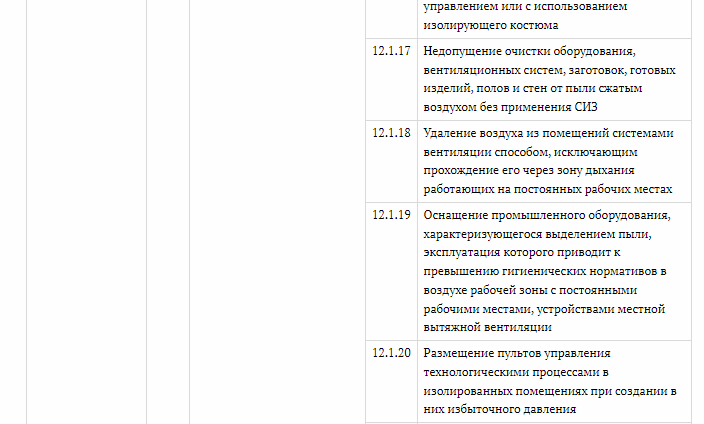 управлением или с использованием
изолирующего костюма
12.1.17 Недопущение очистки оборудования,
вентиляционных систем, заготовок, готовых
изделий, полов и стен от пыли сжатым
воздухом без применения СИЗ
12.1.18 Удаление воздуха из помещений системами
вентиляции способом, исключающим
прохождение его через зону дыхания
работающих на постоянных рабочих местах
12.1.19 Оснащение промышленного оборудования,
характеризующегося выделением пыли,
эксплуатация которого приводит к
превышению гигиенических нормативов в
воздухе рабочей зоны с постоянными
рабочими местами, устройствами местной
вытяжной вентиляции
12.1.20 Размещение пультов управления
технологическими процессами в
изолированных помещениях при создании в
них избыточного давления